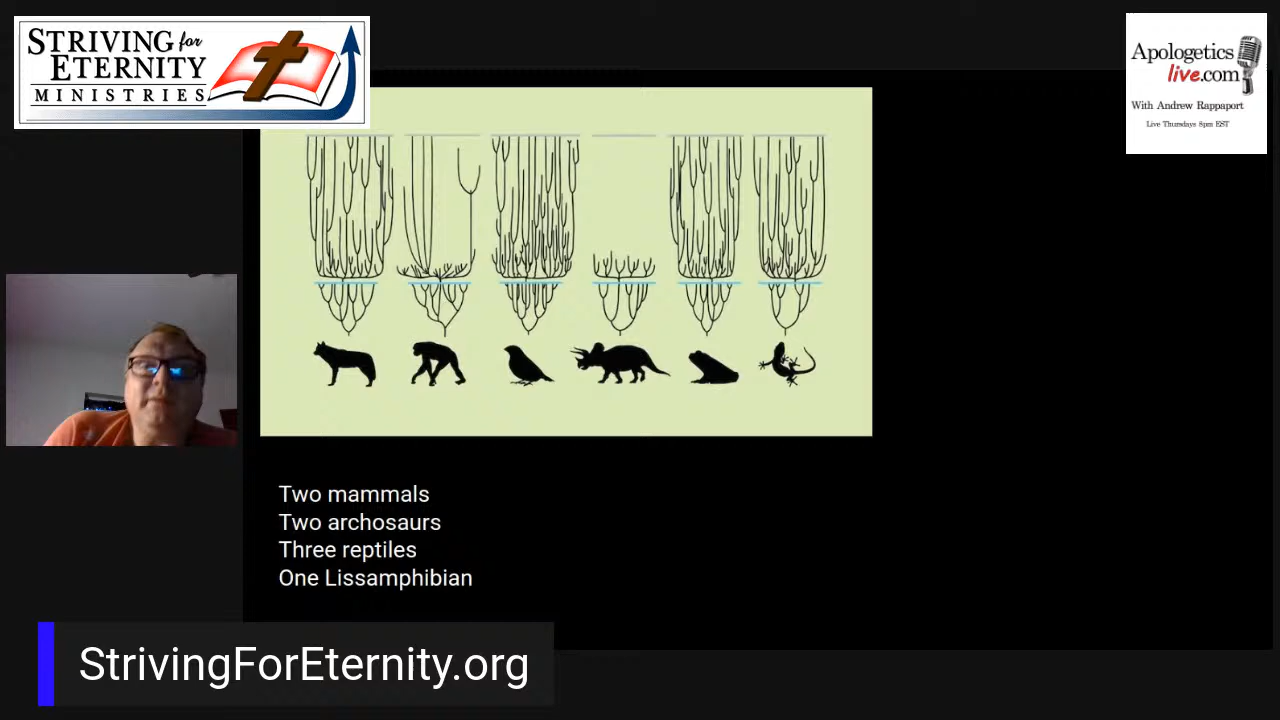 STRIVING for
ETERNITY
MINISTRIES
Apologetics
live.com
With Andrew Rappaport
Live Thursdays 8pm EST
Two mammals
Two archosaurs
Three reptiles
One Lissamphibian
StrivingForEternity.org